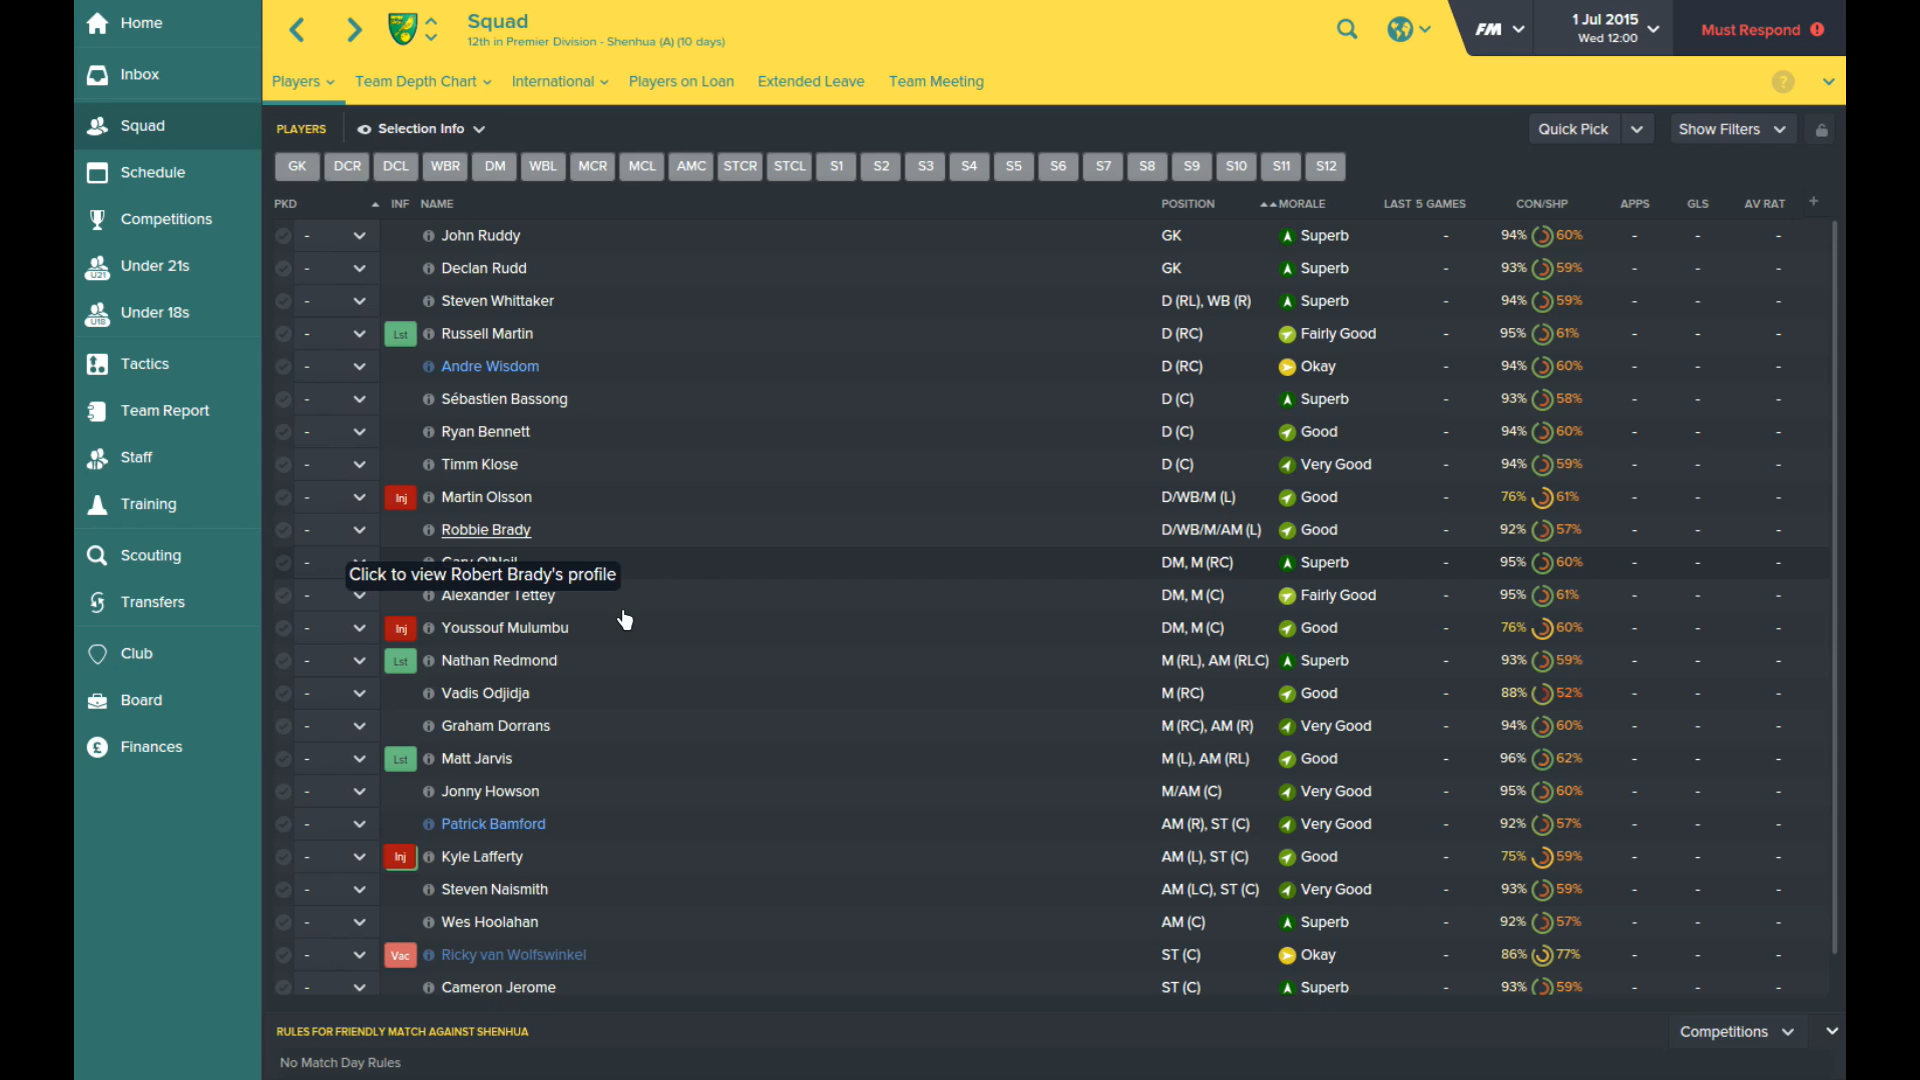 Home
Inbox
Squad
Schedule
Competitions
U21 Under 21s
U18 Under 18s
Tactics
Team Report
Staff
Training
Scouting
Transfers
Club
Board
£ Finances
Squad
12th in Premier Division - Shenhua (A) (10 days)
FM
1 Jul 2015
Wed 12:00
Must Respond !
Players Team Depth Chart International Players on Loan Extended Leave Team Meeting ?
PLAYERS Selection Info Quick Pick Show Filters
GK DCR DCL WBR DM WBL MCR MCL AMC STCR STCL S1 S2 S3 S4 S5 S6 S7 S8 S9 S10 S11 S12
PKD INF NAME POSITION MORALE LAST 5 GAMES CON/SHP APPS GLS AV RAT +
- John Ruddy GK Superb - 94% 60% - - -
- Declan Rudd GK Superb - 93% 59% - - -
- Steven Whittaker D (RL), WB (R) Superb - 94% 59% - - -
- Lst Russell Martin D (RC) Fairly Good - 95% 61% - - -
- Andre Wisdom D (RC) Okay - 94% 60% - - -
- Sébastien Bassong D (C) Superb - 93% 58% - - -
- Ryan Bennett D (C) Good - 94% 60% - - -
- Timm Klose D (C) Very Good - 94% 59% - - -
- Inj Martin Olsson D/WB/M (L) Good - 76% 61% - - -
- Robbie Brady D/WB/M/AM (L) Good - 92% 57% - - -
- Gary O'Neil DM, M (RC) Superb - 95% 60% - - -
Click to view Robert Brady's profile
- Alexander Tettey DM, M (C) Fairly Good - 95% 61% - - -
- Inj Youssouf Mulumbu DM, M (C) Good - 76% 60% - - -
- Lst Nathan Redmond M (RL), AM (RLC) Superb - 93% 59% - - -
- Vadis Odjidja M (RC) Good - 88% 52% - - -
- Graham Dorrans M (RC), AM (R) Very Good - 94% 60% - - -
- Lst Matt Jarvis M (L), AM (RL) Good - 96% 62% - - -
- Jonny Howson M/AM (C) Very Good - 95% 60% - - -
- Patrick Bamford AM (R), ST (C) Very Good - 92% 57% - - -
- Inj Kyle Lafferty AM (L), ST (C) Good - 75% 59% - - -
- Steven Naismith AM (LC), ST (C) Very Good - 93% 59% - - -
- Wes Hoolahan AM (C) Superb - 92% 57% - - -
- Vac Ricky van Wolfswinkel ST (C) Okay - 86% 77% - - -
- Cameron Jerome ST (C) Superb - 93% 59% - - -
RULES FOR FRIENDLY MATCH AGAINST SHENHUA Competitions
No Match Day Rules